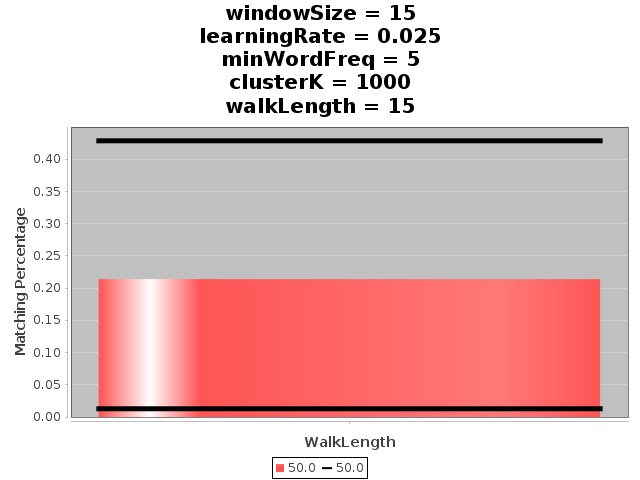 windowSize = 15
learningRate = 0.025
minWordFreq = 5
clusterK = 1000
walkLength = 15
Matching Percentage
0.40
0.35
0.30
0.25
0.20
0.15
0.10
0.05
0.00
WalkLength
50.0 50.0